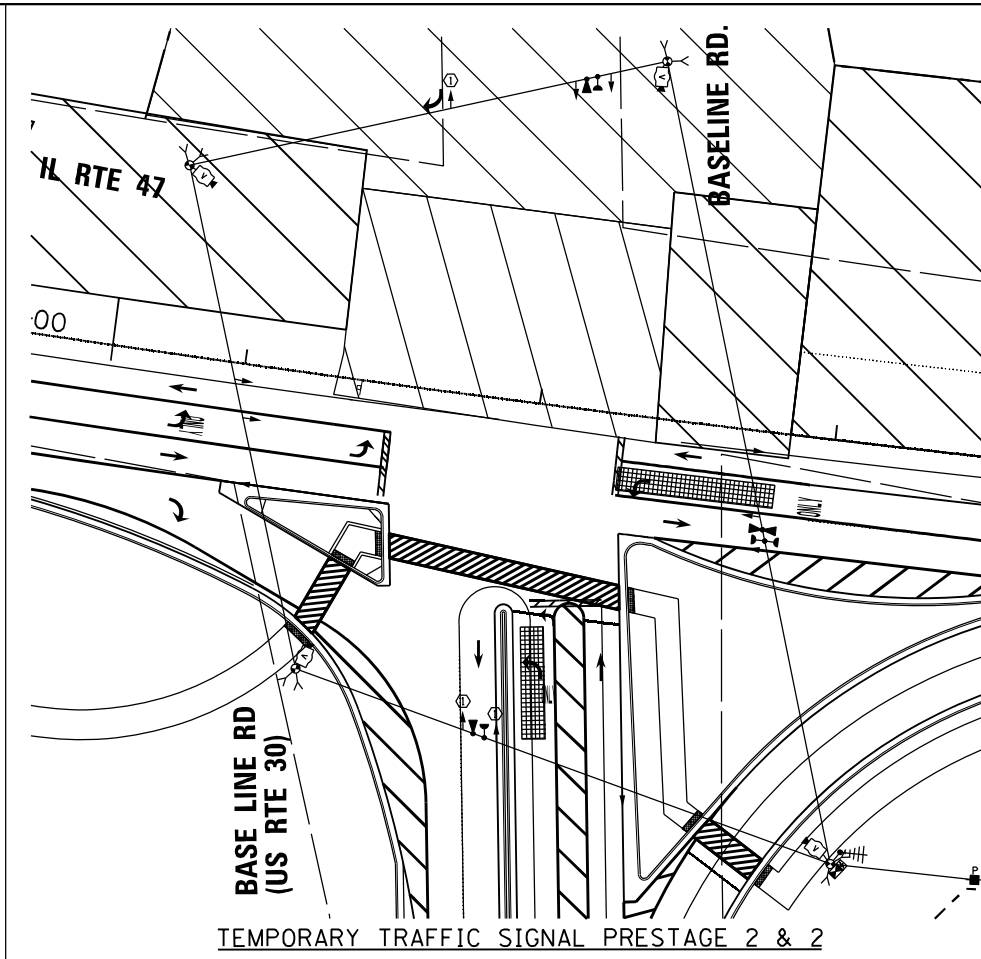 BASELINE RD.
IL RTE 47
00
ONLY
ONLY
BASE LINE RD
(US RTE 30)
P
TEMPORARY TRAFFIC SIGNAL PRESTAGE 2 & 2